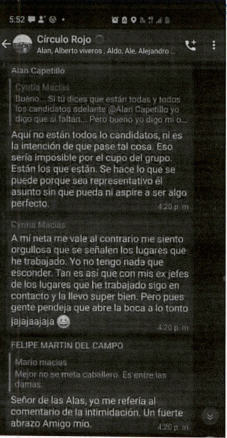 5:52
Círculo Rojo
Alan, Alberto viveros, Aldo, Ale, Alejandro...
Alan Capetillo
Cyntia Macias
Bueno... Si tú dices que están todas y todos
los candidatos adelante @Alan Capetillo yo
digo que si faltan... Pero bueno yo digo mi o...
Aquí no están todos lo candidatos, ni es
la intención de que pase tal cosa. Eso
sería imposible por el cupo del grupo.
Están los que están. Se hace lo que se
puede porque sea representativo él
asunto sin que pueda ni aspire a ser algo
perfecto.
4:20 p. m.
Cyntia Macias
A mí neta me vale al contrario me siento
orgullosa que se señalen los lugares que
he trabajado. Yo no tengo nada que
esconder. Tan es así que con mis ex jefes
de los lugares que he trabajado sigo en
contacto y la llevo super bien. Pero pues
gente pendeja que abre la boca a lo tonto
jajajaajaja
4:20 p. m.
FELIPE MARTIN DEL CAMPO
Mario macias
Mejor no se meta caballero. Es entre las
damas.
Señor de las Alas, yo me refería al
comentario de la intimidación. Un fuerte
abrazo Amigo mío.
4:20 p. m.